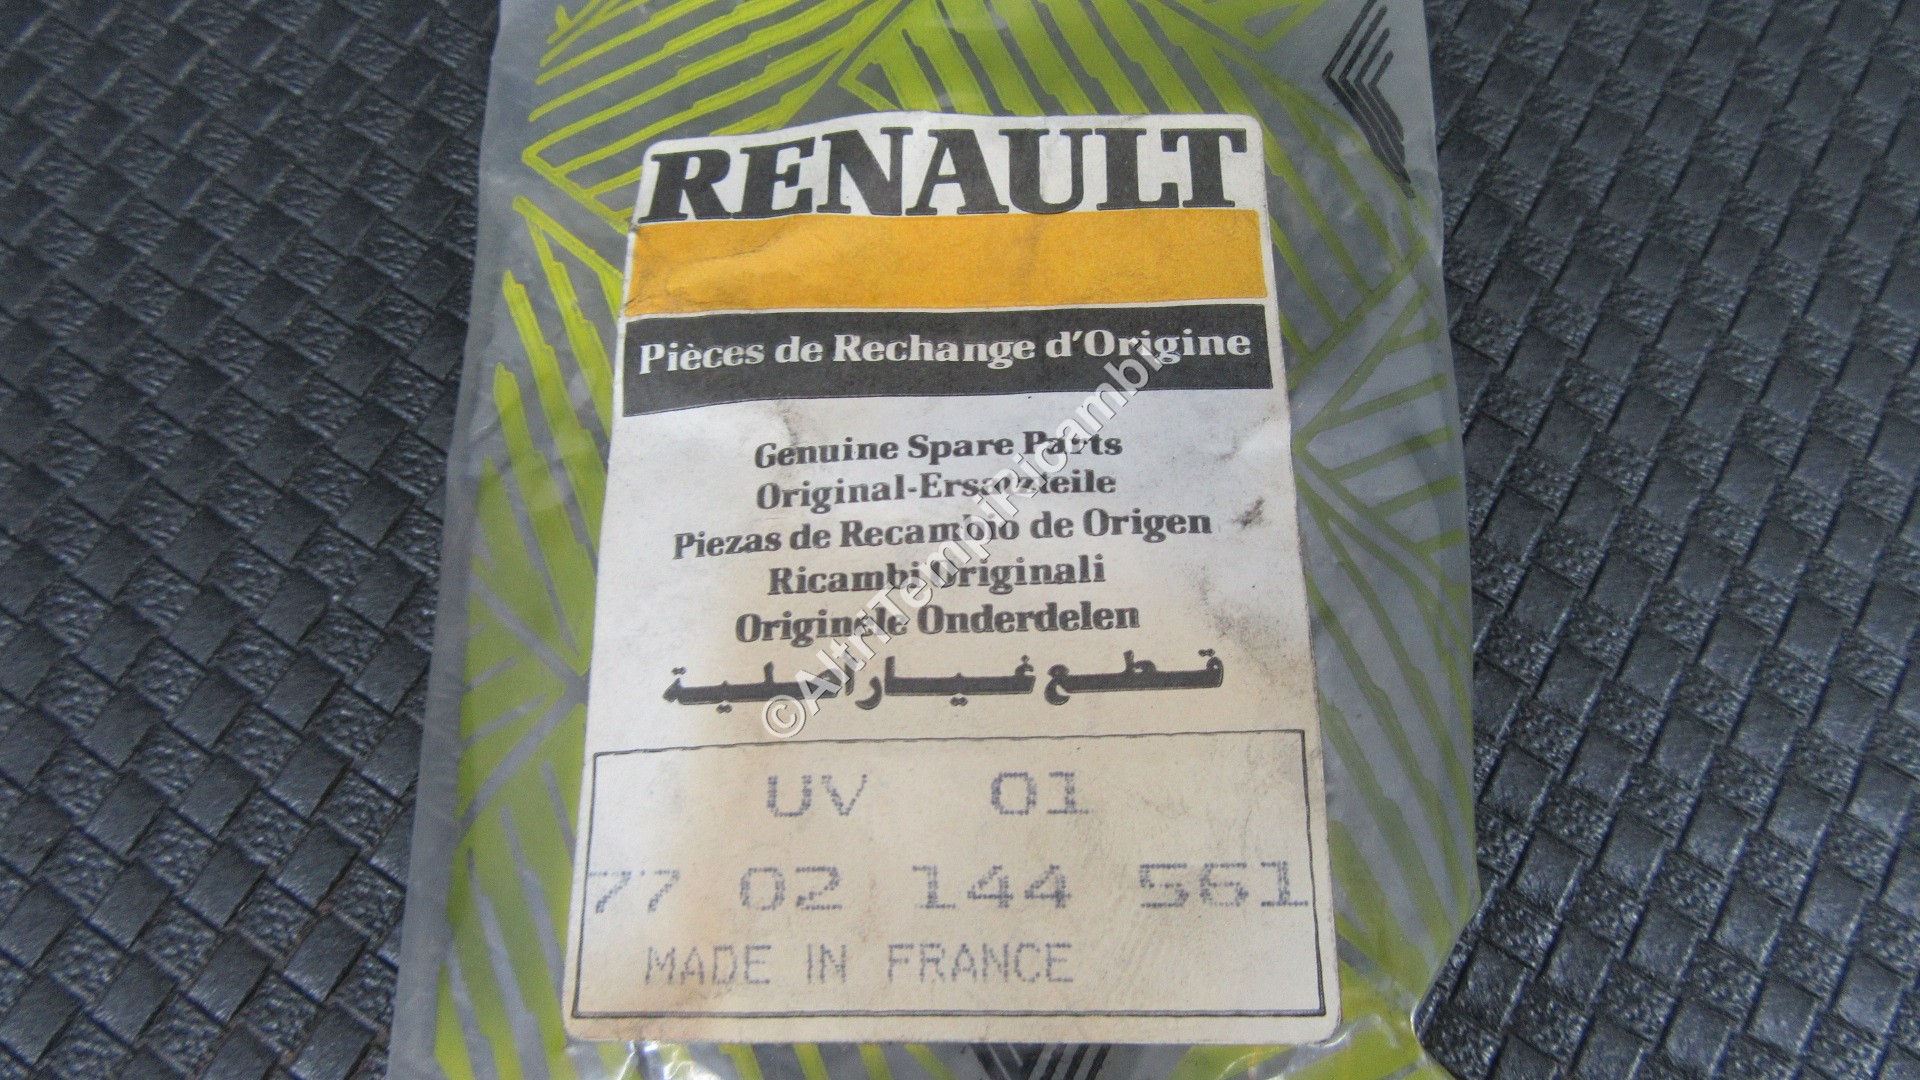 RENAULT
Pièces de Rechange d'Origine
Genuine Spare Parts
Original-Ersatzteile
Piezas de Recambio de Origen
Ricambi Originali
Originele Onderdelen
قطع غيار اصلية
©AltriTempiRicambi
UV 01
77 02 144 561
MADE IN FRANCE